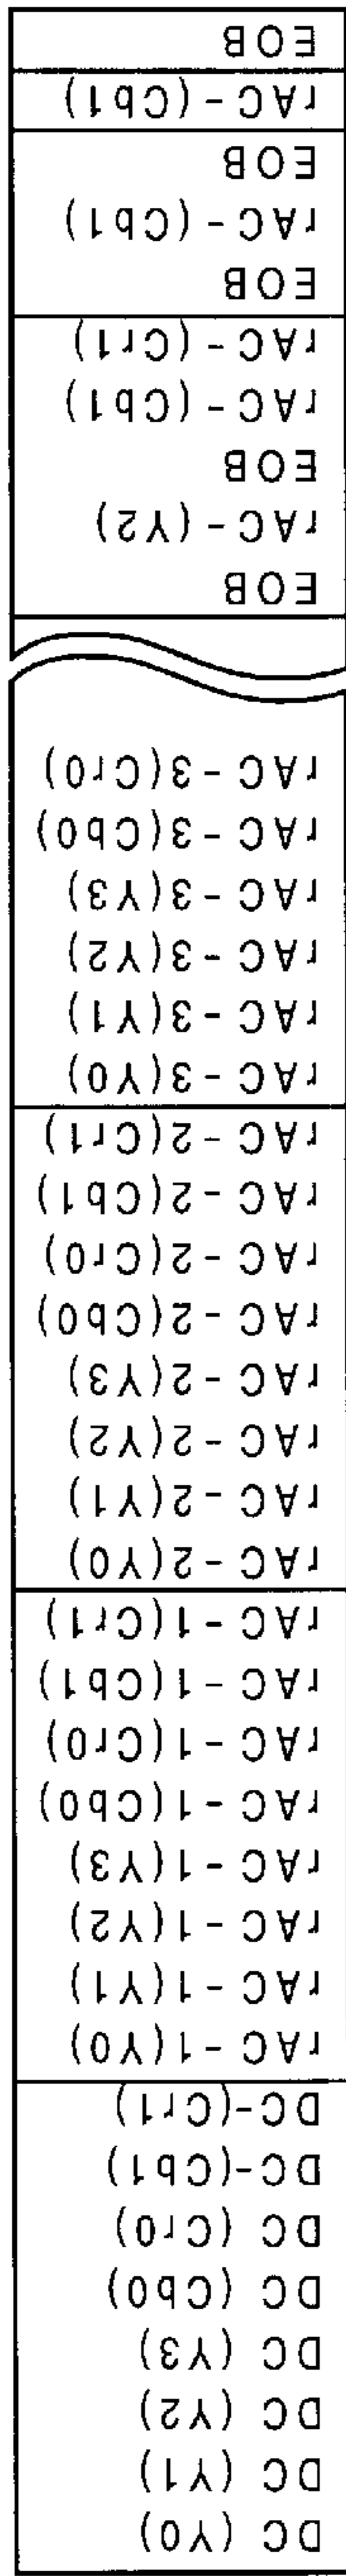 DC (Y0)
DC (Y1)
DC (Y2)
DC (Y3)
DC (Cb0)
DC (Cr0)
DC-(Cb1)
DC-(Cr1)
rAC-1(Y0)
rAC-1(Y1)
rAC-1(Y2)
rAC-1(Y3)
rAC-1(Cb0)
rAC-1(Cr0)
rAC-1(Cb1)
rAC-1(Cr1)
rAC-2(Y0)
rAC-2(Y1)
rAC-2(Y2)
rAC-2(Y3)
rAC-2(Cb0)
rAC-2(Cr0)
rAC-2(Cb1)
rAC-2(Cr1)
rAC-3(Y0)
rAC-3(Y1)
rAC-3(Y2)
rAC-3(Y3)
rAC-3(Cb0)
rAC-3(Cr0)
EOB
rAC-(Y2)
EOB
rAC-(Cb1)
rAC-(Cr1)
EOB
rAC-(Cb1)
EOB
rAC-(Cb1)
EOB